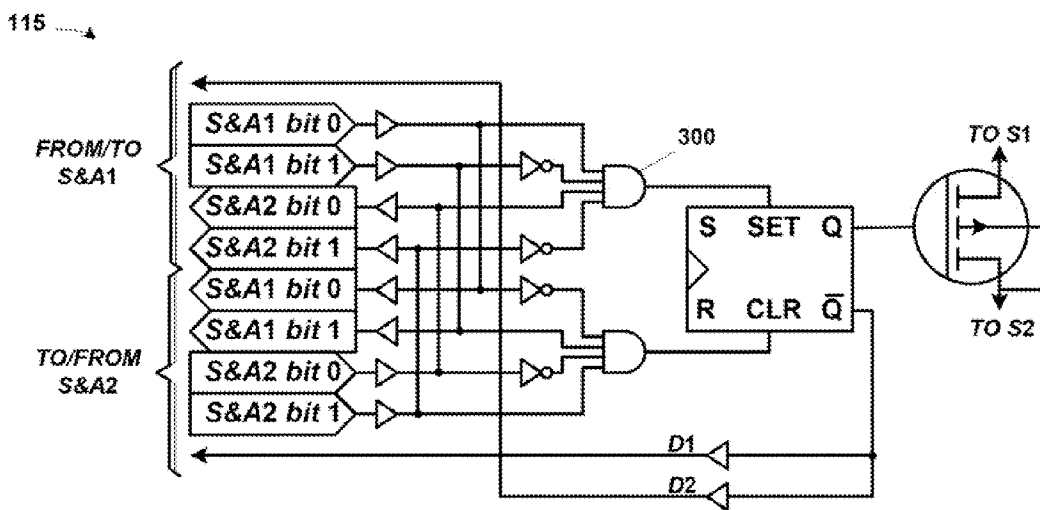 115
FROM/TO
S&A1
S&A1 bit 0
S&A1 bit 1
S&A2 bit 0
S&A2 bit 1
TO/FROM
S&A2
S&A1 bit 0
S&A1 bit 1
S&A2 bit 0
S&A2 bit 1
300
S SET Q
R CLR Q̅
TO S1
TO S2
D1
D2